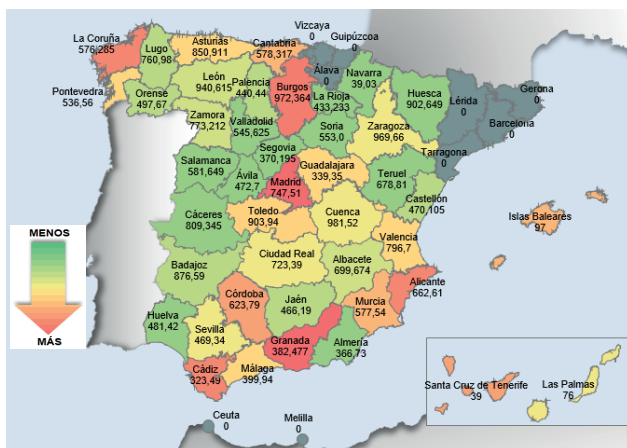 Vizcaya
0
Guipúzcoa
0
La Coruña
576,285
Lugo
760,98
Asturias
850,911
Cantabria
578,317
Álava
0
Navarra
39,03
Huesca
902,649
Lérida
0
Gerona
0
Barcelona
0
Tarragona
0
Pontevedra
536,56
Orense
497,67
León
940,615
Palencia
440,44
Burgos
972,364
La Rioja
433,233
Zamora
773,212
Valladolid
545,625
Soria
553,0
Zaragoza
969,66
Segovia
370,195
Salamanca
581,649
Ávila
472,7
Madrid
747,51
Guadalajara
339,35
Teruel
678,81
Castellón
470,105
Cáceres
809,345
Toledo
903,94
Cuenca
981,52
Valencia
796,7
Islas Baleares
97
MENOS
MÁS
Badajoz
876,59
Ciudad Real
723,39
Albacete
699,674
Alicante
662,61
Córdoba
623,79
Jaén
466,19
Murcia
577,54
Huelva
481,42
Sevilla
469,34
Granada
382,477
Almería
366,73
Cádiz
323,49
Málaga
399,94
Santa Cruz de Tenerife
39
Las Palmas
76
Ceuta
0
Melilla
0